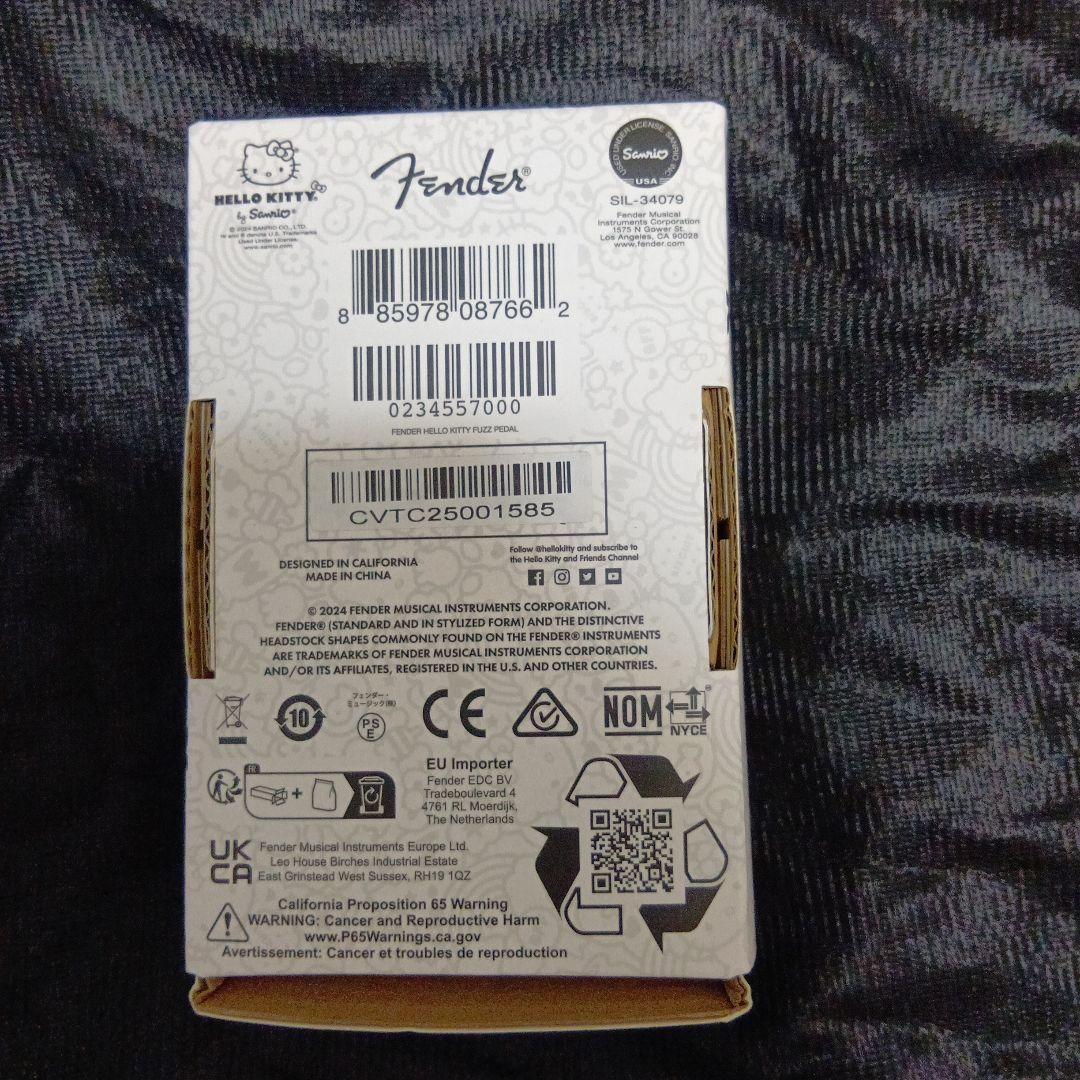 HELLO KITTY®
by Sanrio®
© 2024 SANRIO CO., LTD.
® denote U.S. Trademarks
Used Under License.
www.sanrio.com
Fender®
USED UNDER LICENSE SANRIO INC.
Sanrio
USA
SIL-34079
Fender Musical
Instruments Corporation
1575 N Gower St.
Los Angeles, CA 90028
www.fender.com
8 85978 08766 2
0234557000
FENDER HELLO KITTY FUZZ PEDAL
CVTC25001585
DESIGNED IN CALIFORNIA
MADE IN CHINA
Follow @hellokitty and subscribe to
the Hello Kitty and Friends Channel
© 2024 FENDER MUSICAL INSTRUMENTS CORPORATION.
FENDER® (STANDARD AND IN STYLIZED FORM) AND THE DISTINCTIVE
HEADSTOCK SHAPES COMMONLY FOUND ON THE FENDER® INSTRUMENTS
ARE TRADEMARKS OF FENDER MUSICAL INSTRUMENTS CORPORATION
AND/OR ITS AFFILIATES, REGISTERED IN THE U.S. AND OTHER COUNTRIES.
10
フェンダー・
ミュージック(株)
PS
E
CE
NOM
NYCE
FR
+
EU Importer
Fender EDC BV
Tradeboulevard 4
4761 RL Moerdijk,
The Netherlands
UK
CA
Fender Musical Instruments Europe Ltd.
Leo House Birches Industrial Estate
East Grinstead West Sussex, RH19 1QZ
California Proposition 65 Warning
WARNING: Cancer and Reproductive Harm
www.P65Warnings.ca.gov
Avertissement: Cancer et troubles de reproduction